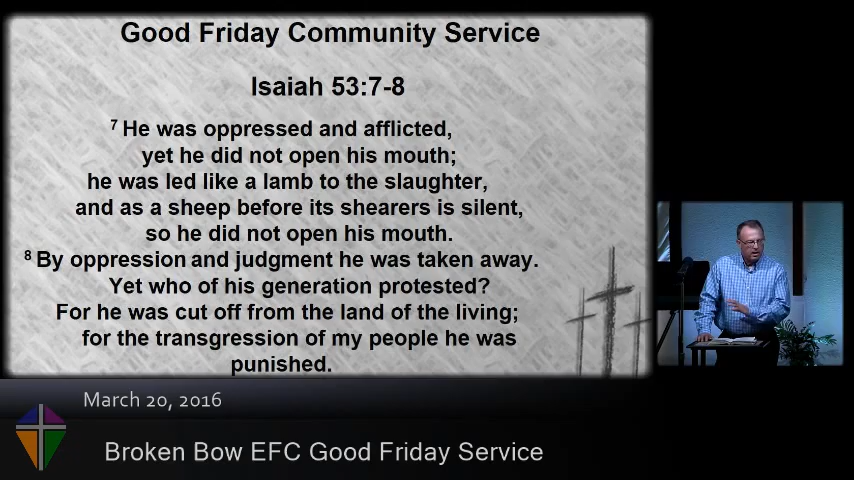 Good Friday Community Service
Isaiah 53:7-8
7 He was oppressed and afflicted,
yet he did not open his mouth;
he was led like a lamb to the slaughter,
and as a sheep before its shearers is silent,
so he did not open his mouth.
8 By oppression and judgment he was taken away.
Yet who of his generation protested?
For he was cut off from the land of the living;
for the transgression of my people he was
punished.
March 20, 2016
Broken Bow EFC Good Friday Service